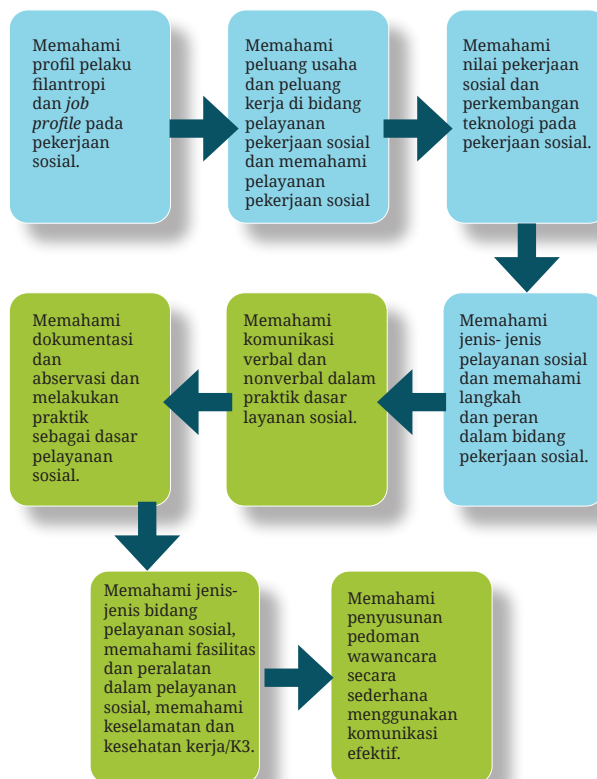 Memahami
profil pelaku
filantropi
dan job
profile pada
pekerjaan
sosial.
Memahami
peluang usaha
dan peluang
kerja di bidang
pelayanan
pekerjaan sosial
dan memahami
pelayanan
pekerjaan sosial
Memahami
nilai pekerjaan
sosial dan
perkembangan
teknologi pada
pekerjaan sosial.
Memahami
jenis- jenis
pelayanan sosial
dan memahami
langkah
dan peran
dalam bidang
pekerjaan sosial.
Memahami
komunikasi
verbal dan
nonverbal dalam
praktik dasar
layanan sosial.
Memahami
dokumentasi
dan
observasi dan
melakukan
praktik
sebagai dasar
pelayanan
sosial.
Memahami jenis-
jenis bidang
pelayanan sosial,
memahami fasilitas
dan peralatan
dalam pelayanan
sosial, memahami
keselamatan dan
kesehatan kerja/K3.
Memahami
penyusunan
pedoman
wawancara
secara
sederhana
menggunakan
komunikasi
efektif.